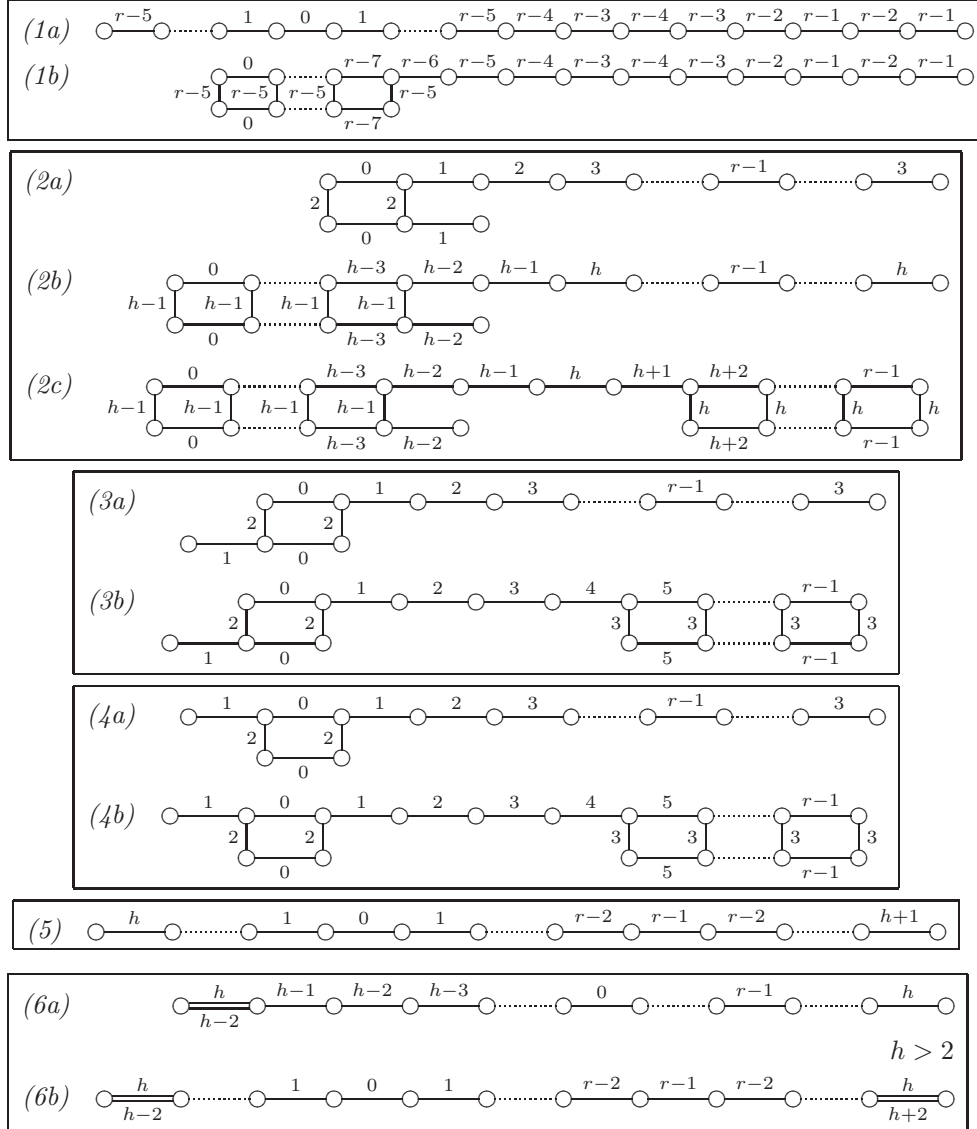 (1a) r−5 1 0 1 r−5 r−4 r−3 r−4 r−3 r−2 r−1 r−2 r−1
(1b) 0 r−7 r−6 r−5 r−4 r−3 r−4 r−3 r−2 r−1 r−2 r−1
r−5 r−5 r−5 r−5
0 r−7
(2a) 0 1 2 3 r−1 3
2 2
0 1
(2b) 0 h−3 h−2 h−1 h r−1 h
h−1 h−1 h−1 h−1
0 h−3 h−2
(2c) 0 h−3 h−2 h−1 h h+1 h+2 r−1
h−1 h−1 h−1 h−1 h h h h
0 h−3 h−2 h+2 r−1
(3a) 0 1 2 3 r−1 3
2 2
1 0
(3b) 0 1 2 3 4 5 r−1
2 2 3 3 3 3
1 0 5 r−1
(4a) 1 0 1 2 3 r−1 3
2 2
0
(4b) 1 0 1 2 3 4 5 r−1
2 2 3 3 3 3
0 5 r−1
(5) h 1 0 1 r−2 r−1 r−2 h+1
(6a) h h−1 h−2 h−3 0 r−1 h
h−2
h > 2
(6b) h 1 0 1 r−2 r−1 r−2 h
h−2 h+2